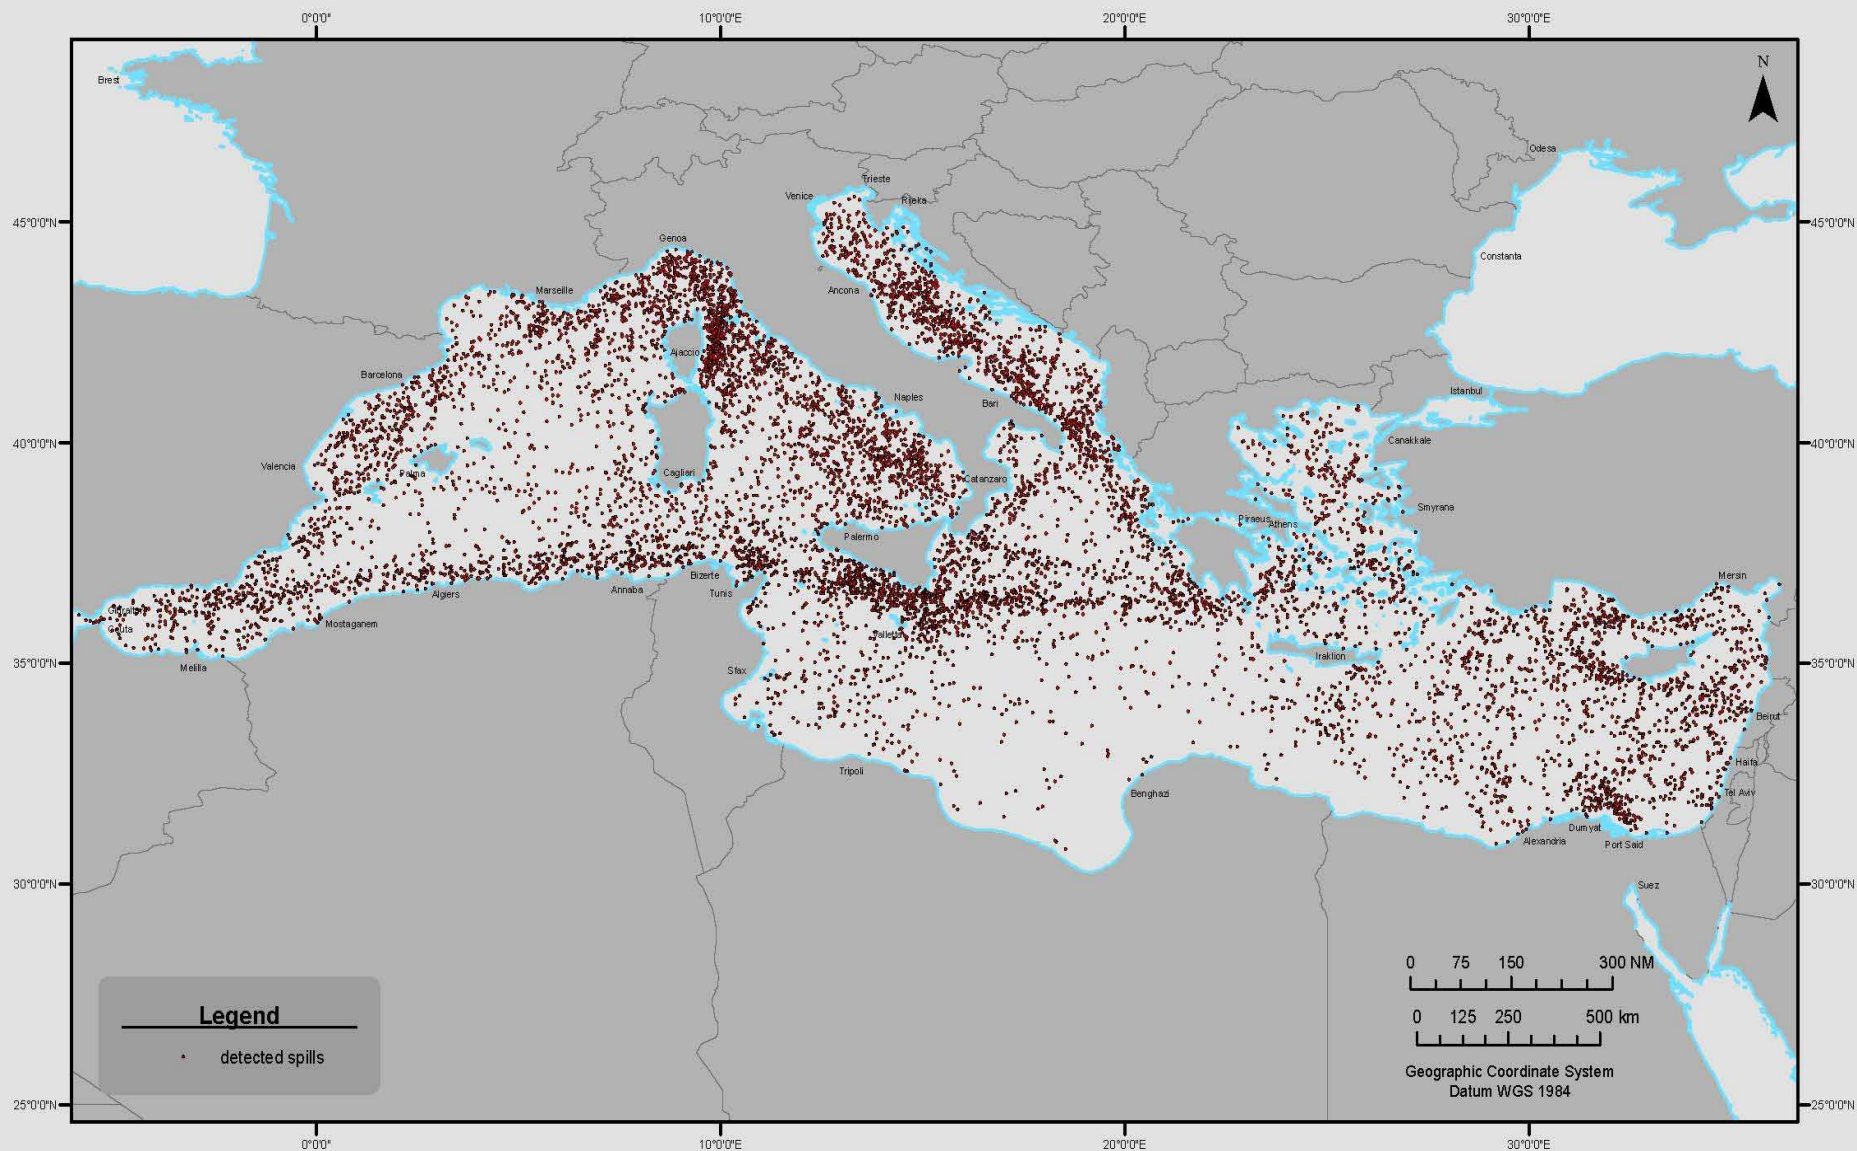 0°0'0" 10°0'0"E 20°0'0"E 30°0'0"E
N
Brest
Odesa
Trieste
Venice
Rijeka
45°0'0"N 45°0'0"N
Genoa
Constanta
Marseille
Ancona
Ajaccio
Barcelona
Istanbul
Naples
Bari
Canakkale
40°0'0"N 40°0'0"N
Valencia
Palma
Cagliari
Catanzaro
Smyrana
Piraeus
Athens
Palermo
Bizerte
Mersin
Annaba
Algiers
Tunis
Gibraltar
Ceuta
Mostaganem
Valletta
Iraklion
35°0'0"N 35°0'0"N
Melilla
Sfax
Beirut
Haifa
Tripoli
Benghazi
Tel Aviv
Dumyat
Alexandria
Port Said
30°0'0"N 30°0'0"N
Suez
0 75 150 300 NM
Legend
0 125 250 500 km
detected spills
Geographic Coordinate System
Datum WGS 1984
25°0'0"N 25°0'0"N
0°0'0" 10°0'0"E 20°0'0"E 30°0'0"E